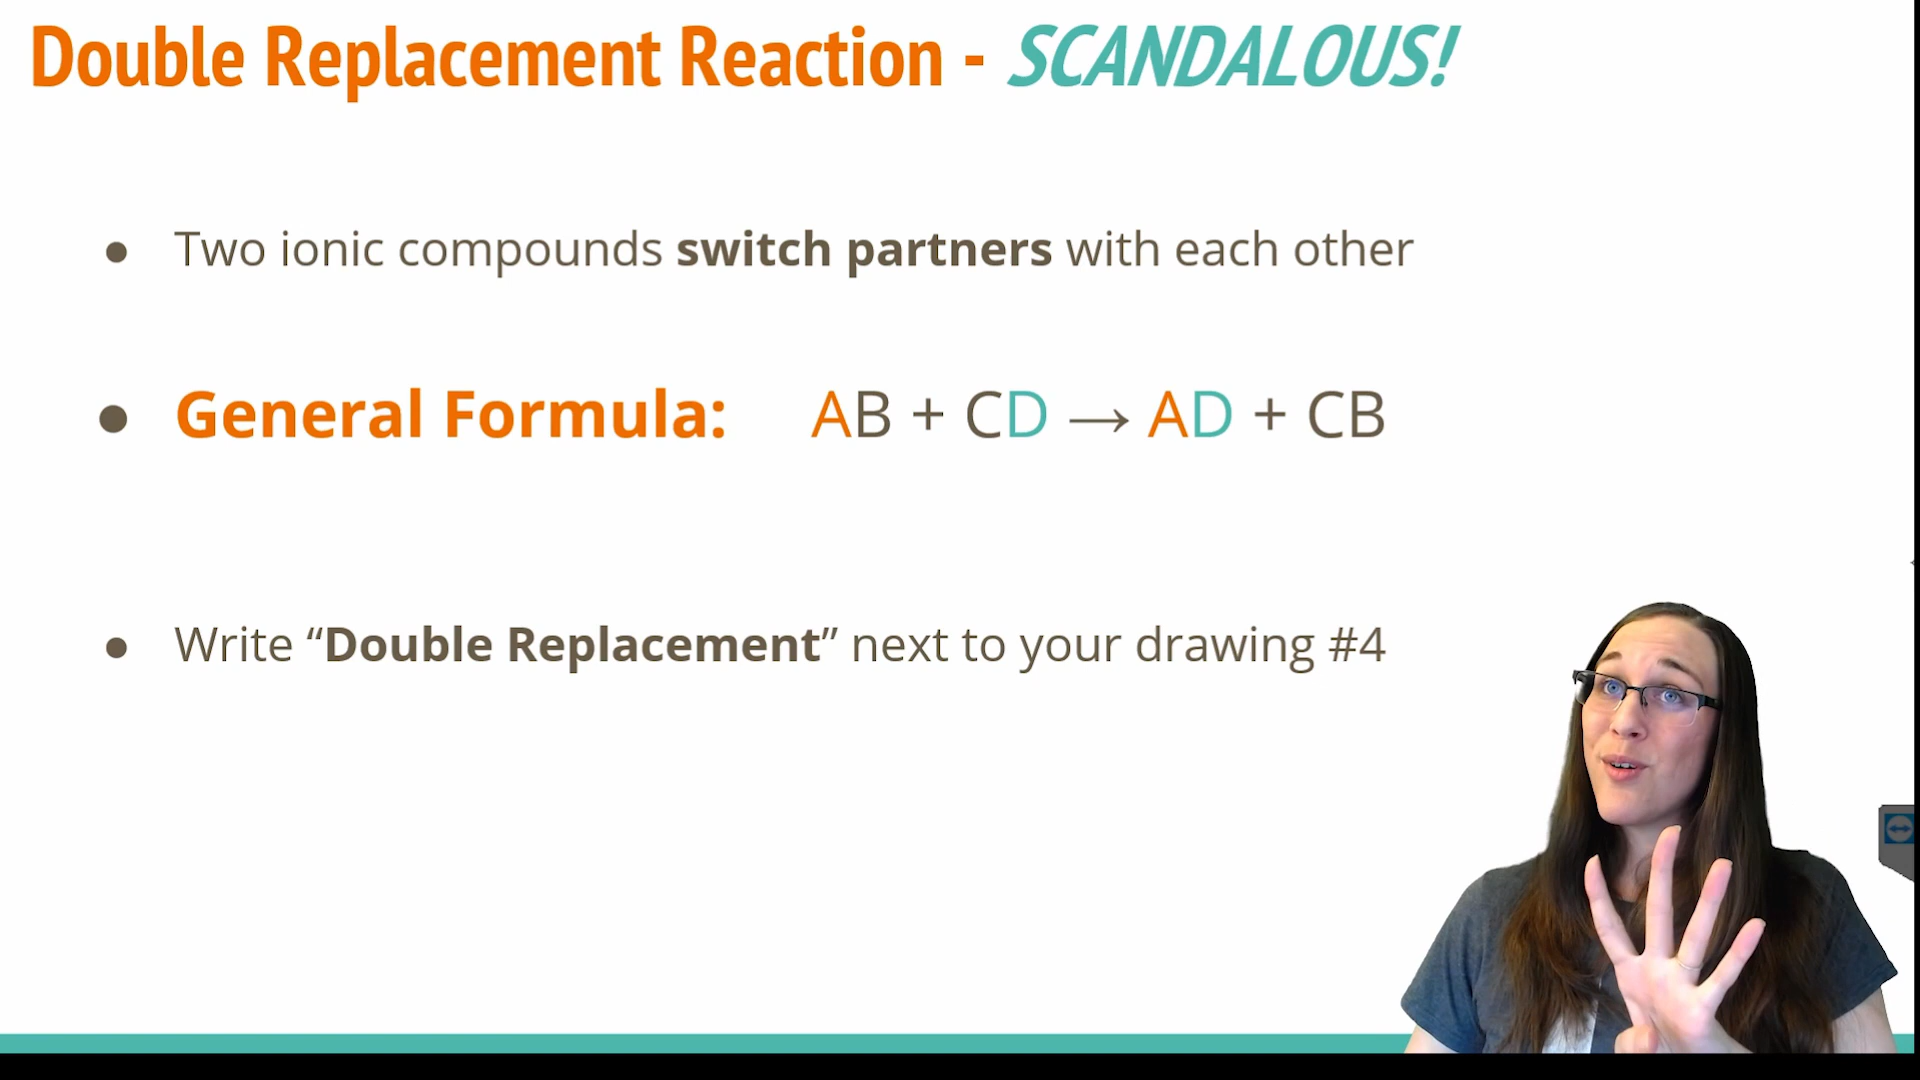 Double Replacement Reaction - SCANDALOUS!
● Two ionic compounds switch partners with each other
● General Formula: AB + CD → AD + CB
● Write “Double Replacement” next to your drawing #4